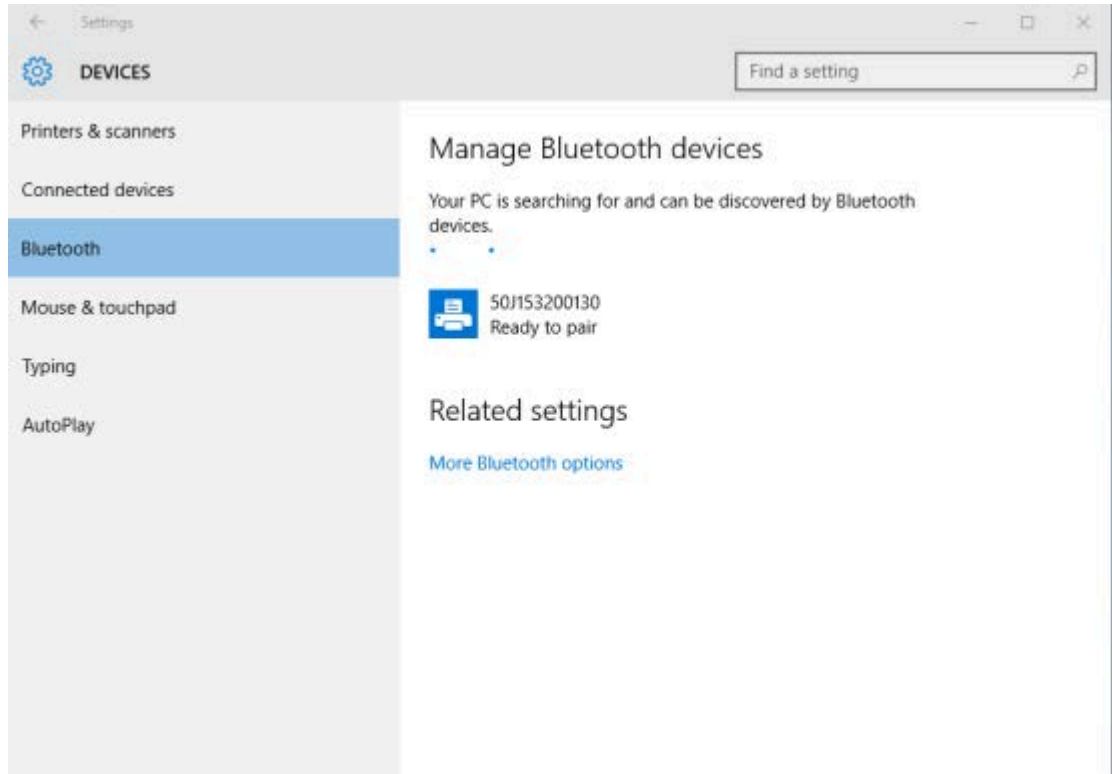 Settings
DEVICES
Find a setting
Printers & scanners
Connected devices
Bluetooth
Mouse & touchpad
Typing
AutoPlay
Manage Bluetooth devices
Your PC is searching for and can be discovered by Bluetooth
devices.
50J153200130
Ready to pair
Related settings
More Bluetooth options